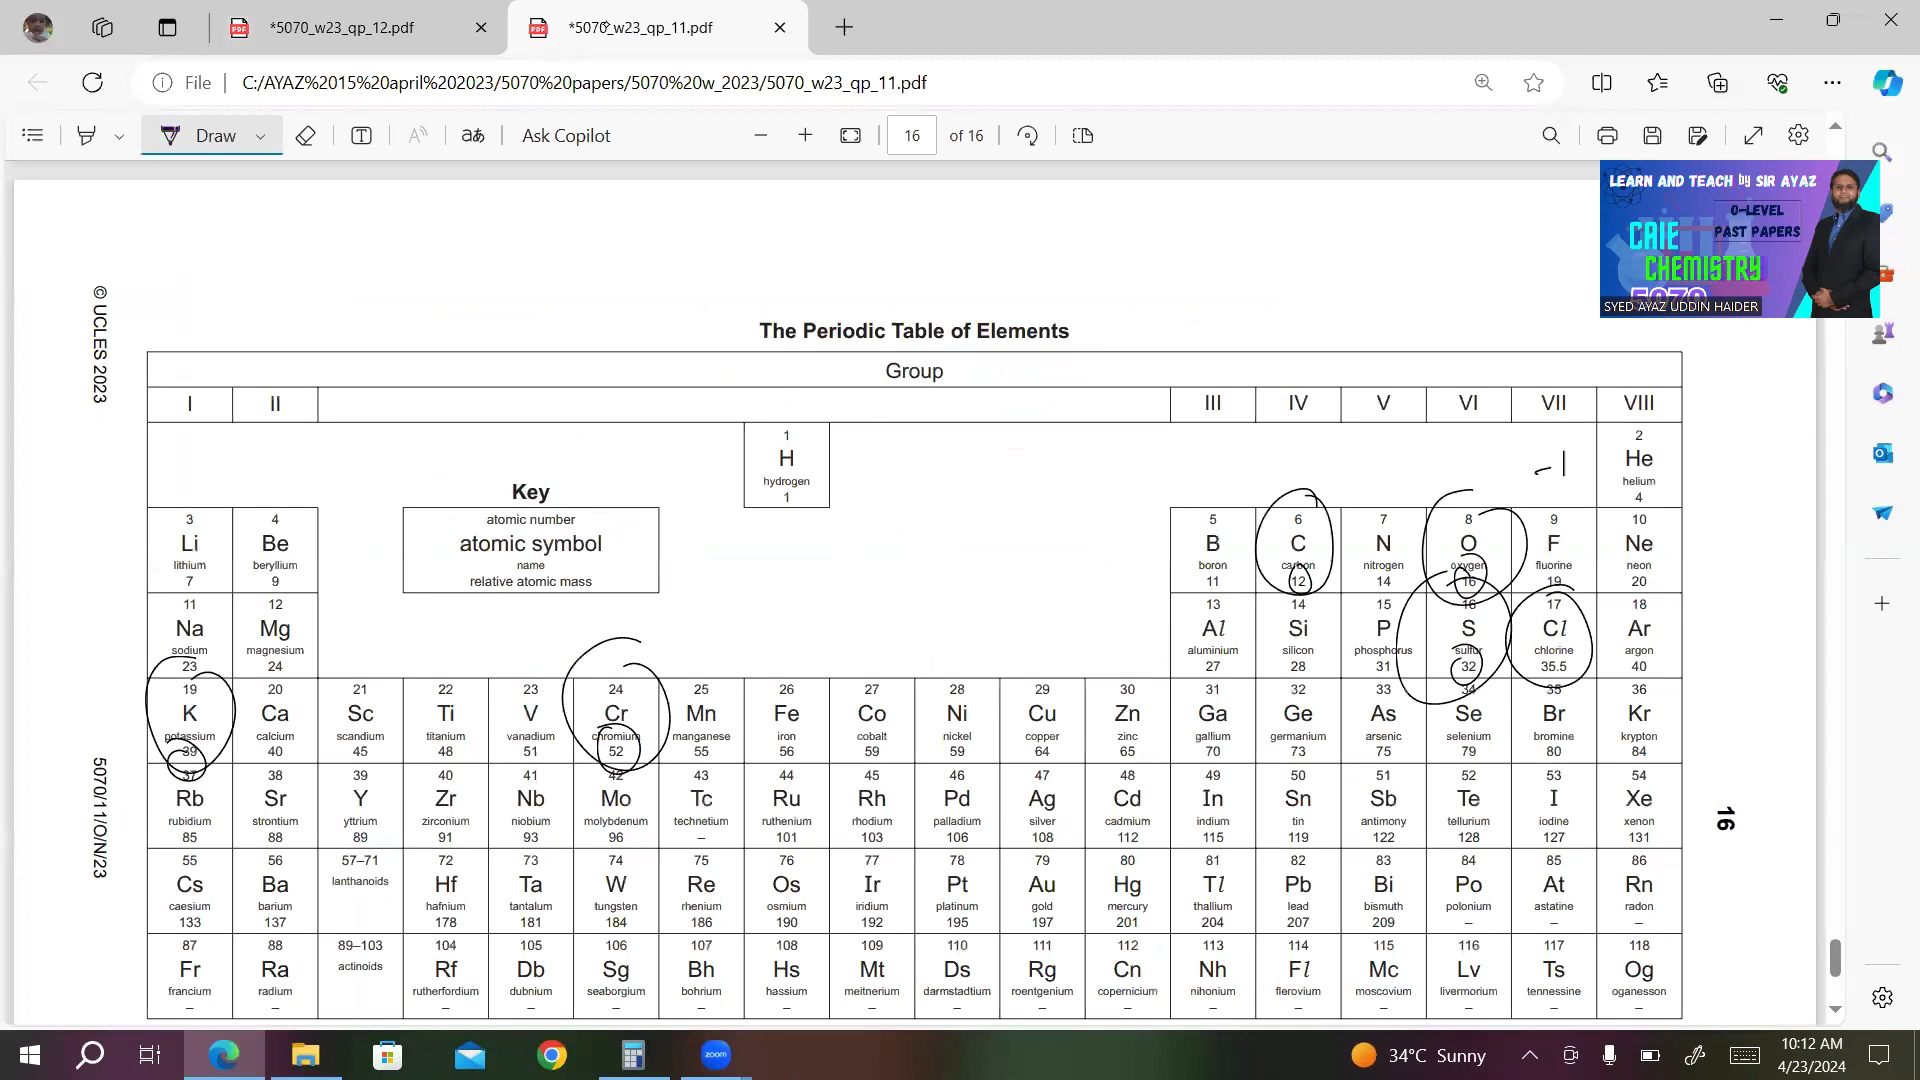 *5070_w23_qp_12.pdf
*5070_w23_qp_11.pdf
File
C:/AYAZ%2015%20april%202023/5070%20papers/5070%20w_2023/5070_w23_qp_11.pdf
Draw
aあ
Ask Copilot
16 of 16
LEARN AND TEACH by SIR AYAZ
O-LEVEL
PAST PAPERS
CAIE
CHEMISTRY
5070
SYED AYAZ UDDIN HAIDER
© UCLES 2023
5070/11/O/N/23
16
The Periodic Table of Elements
Group
I II III IV V VI VII VIII
1 2
H He
hydrogen helium
1 4
-1
Key
atomic number
atomic symbol
name
relative atomic mass
3 4 5 6 7 8 9 10
Li Be B C N O F Ne
lithium beryllium boron carbon nitrogen oxygen fluorine neon
7 9 11 12 14 16 19 20
11 12 13 14 15 16 17 18
Na Mg Al Si P S Cl Ar
sodium magnesium aluminium silicon phosphorus sulfur chlorine argon
23 24 27 28 31 32 35.5 40
19 20 21 22 23 24 25 26 27 28 29 30 31 32 33 34 35 36
K Ca Sc Ti V Cr Mn Fe Co Ni Cu Zn Ga Ge As Se Br Kr
potassium calcium scandium titanium vanadium chromium manganese iron cobalt nickel copper zinc gallium germanium arsenic selenium bromine krypton
39 40 45 48 51 52 55 56 59 59 64 65 70 73 75 79 80 84
37 38 39 40 41 42 43 44 45 46 47 48 49 50 51 52 53 54
Rb Sr Y Zr Nb Mo Tc Ru Rh Pd Ag Cd In Sn Sb Te I Xe
rubidium strontium yttrium zirconium niobium molybdenum technetium ruthenium rhodium palladium silver cadmium indium tin antimony tellurium iodine xenon
85 88 89 91 93 96 – 101 103 106 108 112 115 119 122 128 127 131
55 56 57–71 72 73 74 75 76 77 78 79 80 81 82 83 84 85 86
Cs Ba lanthanoids Hf Ta W Re Os Ir Pt Au Hg Tl Pb Bi Po At Rn
caesium barium hafnium tantalum tungsten rhenium osmium iridium platinum gold mercury thallium lead bismuth polonium astatine radon
133 137 178 181 184 186 190 192 195 197 201 204 207 209 – – –
87 88 89–103 104 105 106 107 108 109 110 111 112 113 114 115 116 117 118
Fr Ra actinoids Rf Db Sg Bh Hs Mt Ds Rg Cn Nh Fl Mc Lv Ts Og
francium radium rutherfordium dubnium seaborgium bohrium hassium meitnerium darmstadtium roentgenium copernicium nihonium flerovium moscovium livermorium tennessine oganesson
– – – – – – – – – – – – – – – – –
zoom
34°C Sunny
10:12 AM
4/23/2024